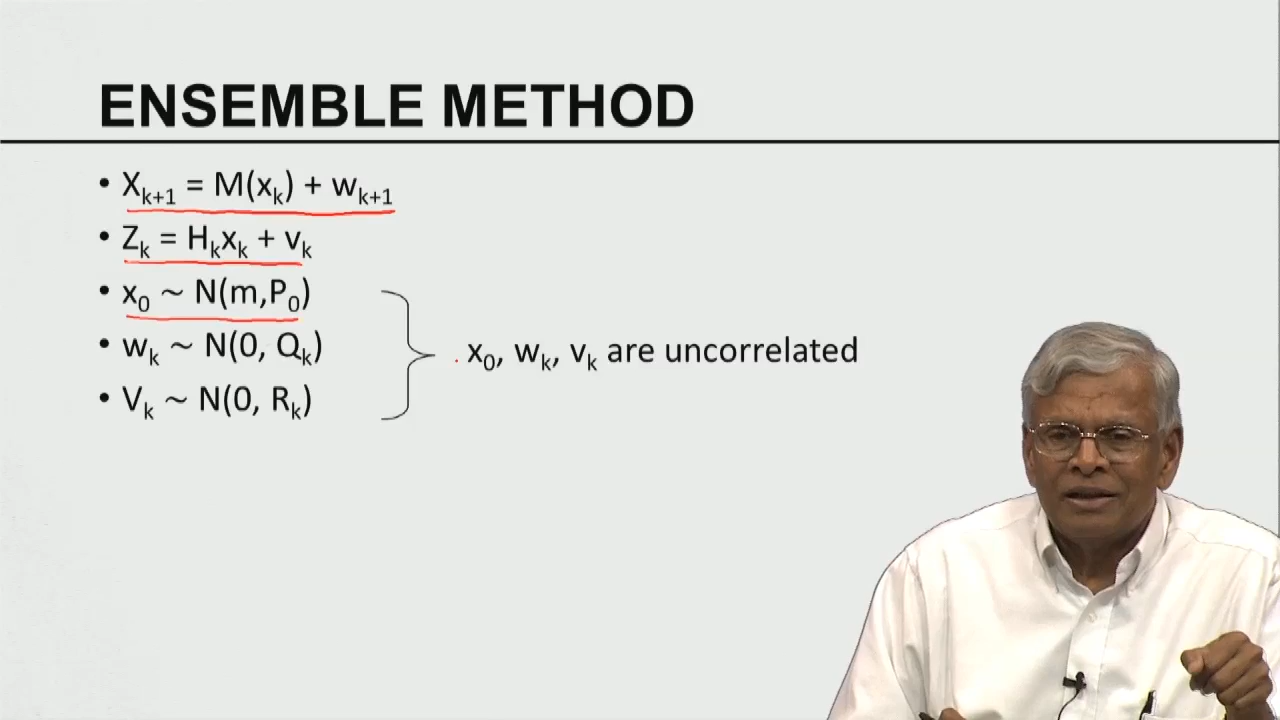 ENSEMBLE METHOD
• Xₖ₊₁ = M(xₖ) + wₖ₊₁
• Zₖ = Hₖxₖ + vₖ
• x₀ ~ N(m,P₀)
• wₖ ~ N(0, Qₖ)
x₀, wₖ, vₖ are uncorrelated
• Vₖ ~ N(0, Rₖ)